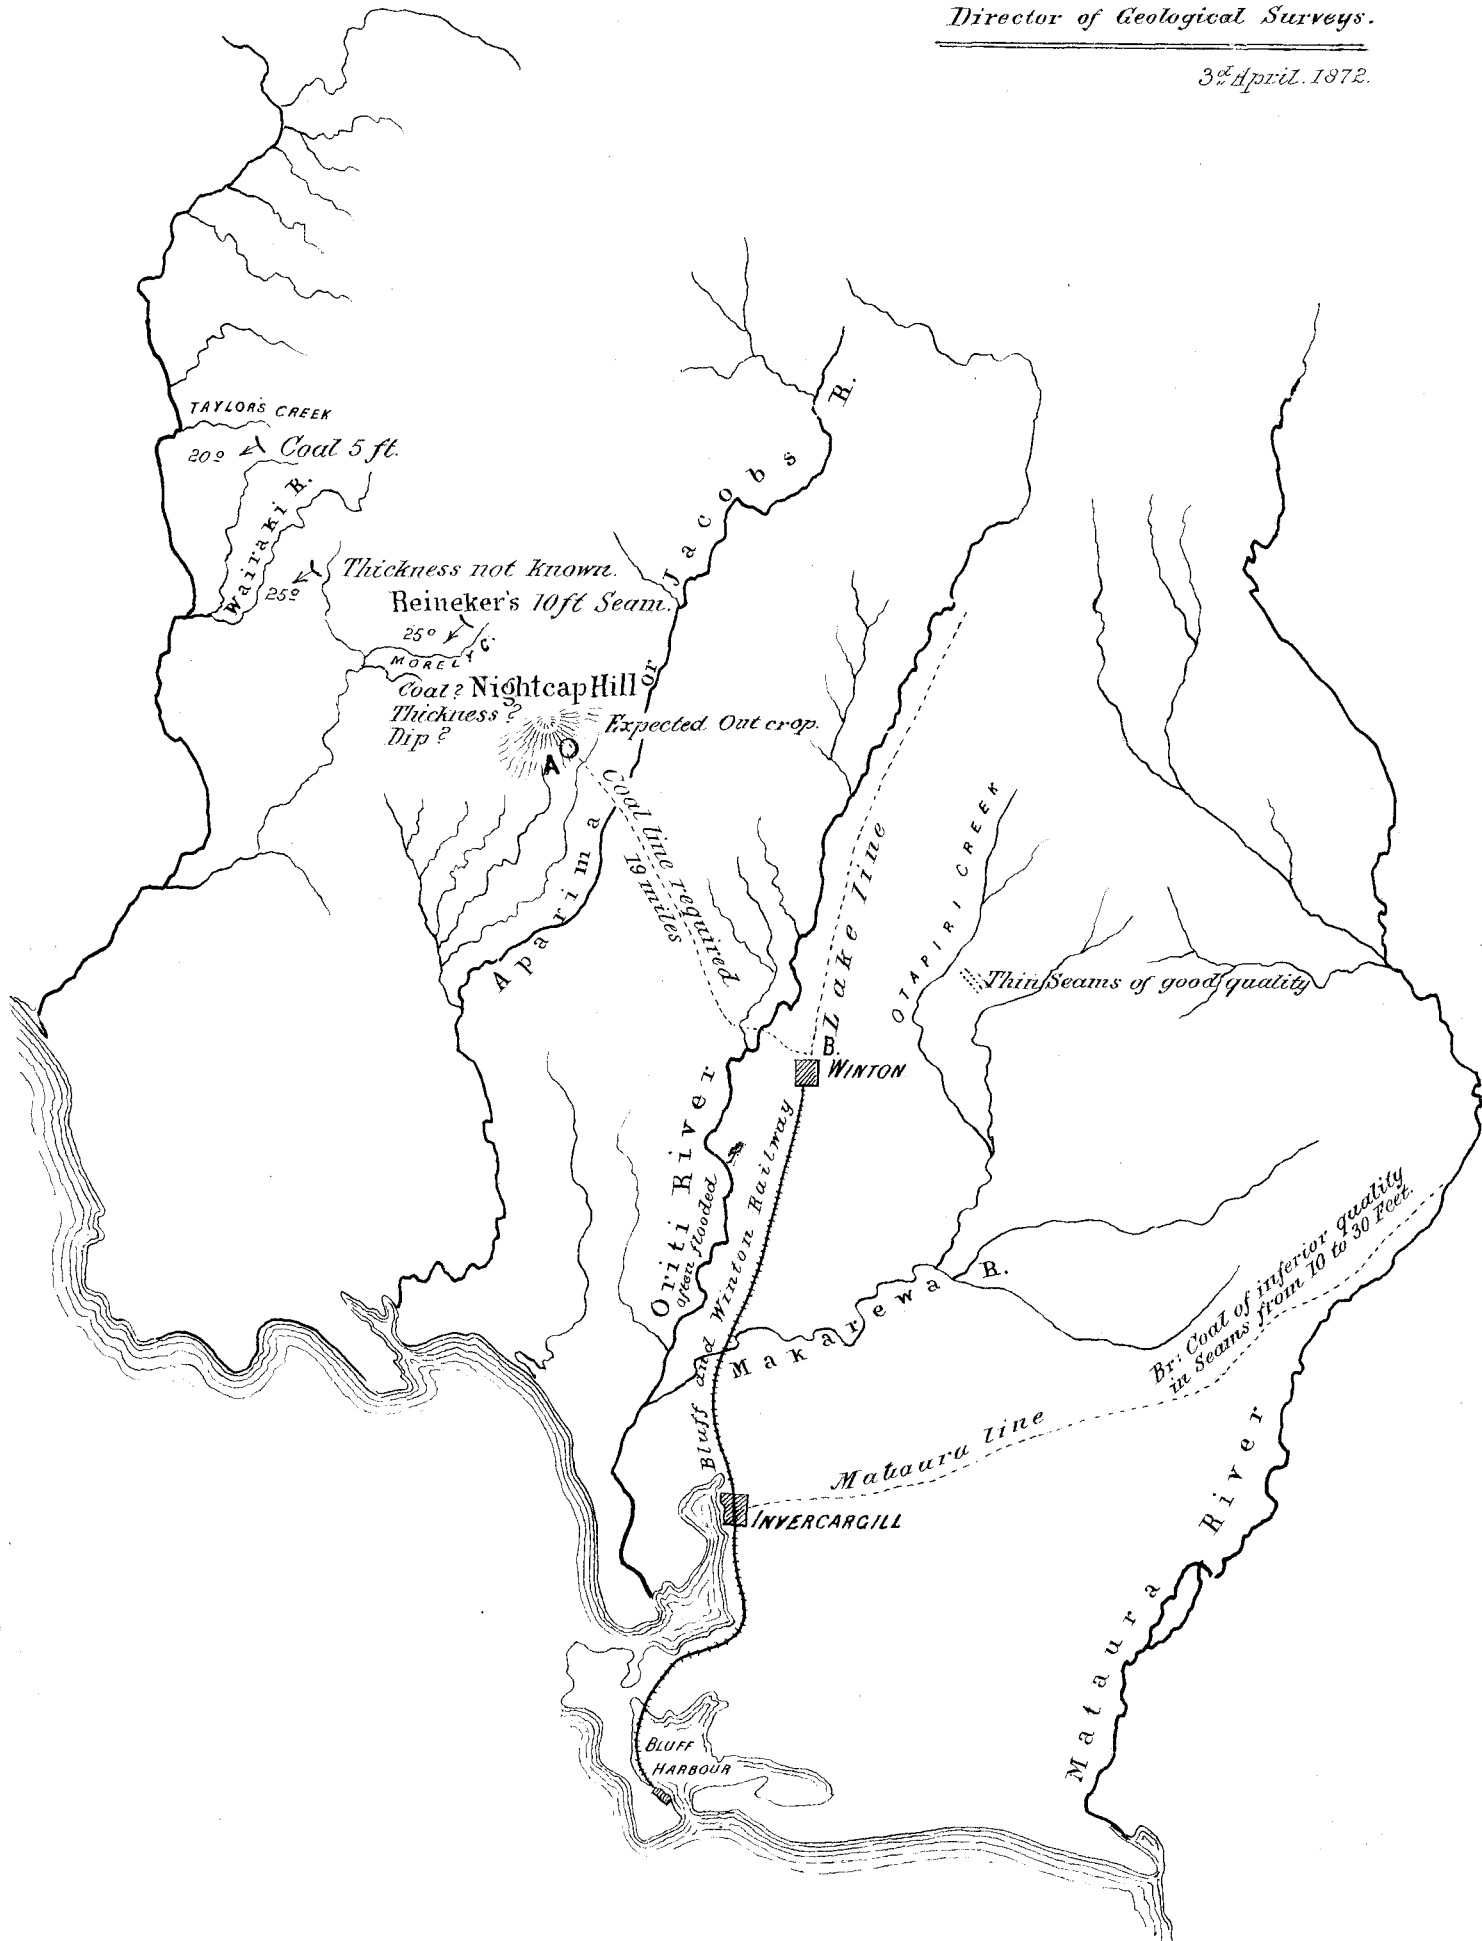 Director of Geological Surveys.
3d April. 1872.
TAYLORS CREEK
20° Coal 5 ft.
Wairaki R.
25° Thickness not known.
Reineker's 10ft Seam.
25°
MORELY C.
Coal? Nightcap Hill
Thickness?
Dip?
Expected Out crop.
A
Aparima or Jacobs R.
Coal line required
19 miles
Lake line
OTAPIRI CREEK
Thin Seams of good quality
B.
WINTON
Oriti River
often flooded
Bluff and Winton Railway
Makarewa R.
Br: Coal of inferior quality
in Seams from 10 to 30 Feet.
Mataura line
INVERCARGILL
Mataura River
BLUFF
HARBOUR